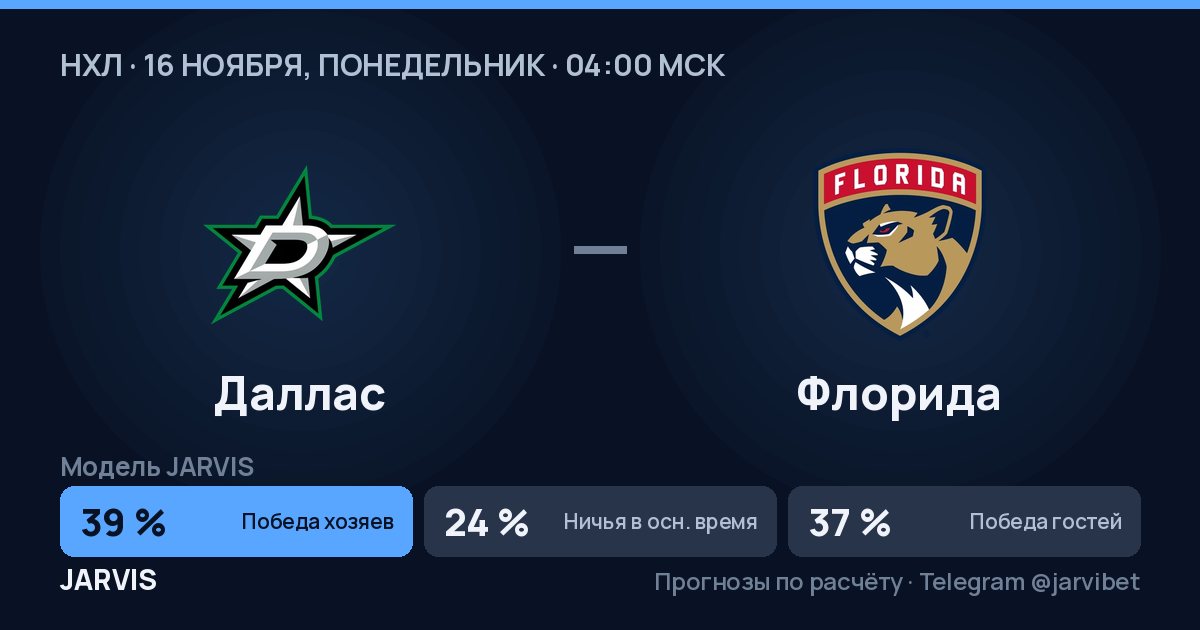 НХЛ · 16 НОЯБРЯ, ПОНЕДЕЛЬНИК · 04:00 МСК
D
FLORIDA
—
Даллас
Флорида
Модель JARVIS
39 % Победа хозяев
24 % Ничья в осн. время
37 % Победа гостей
JARVIS
Прогнозы по расчёту · Telegram @jarvibet